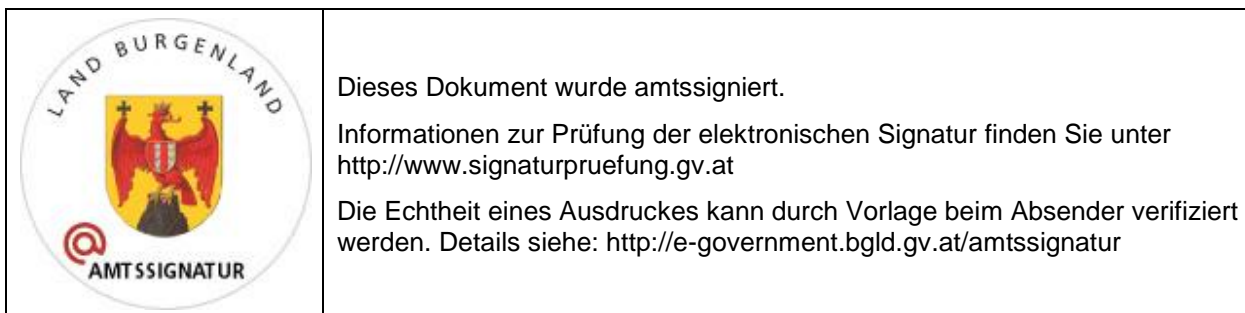 LAND BURGENLAND
@
AMTSSIGNATUR
Dieses Dokument wurde amtssigniert.
Informationen zur Prüfung der elektronischen Signatur finden Sie unter
http://www.signaturpruefung.gv.at
Die Echtheit eines Ausdruckes kann durch Vorlage beim Absender verifiziert
werden. Details siehe: http://e-government.bgld.gv.at/amtssignatur